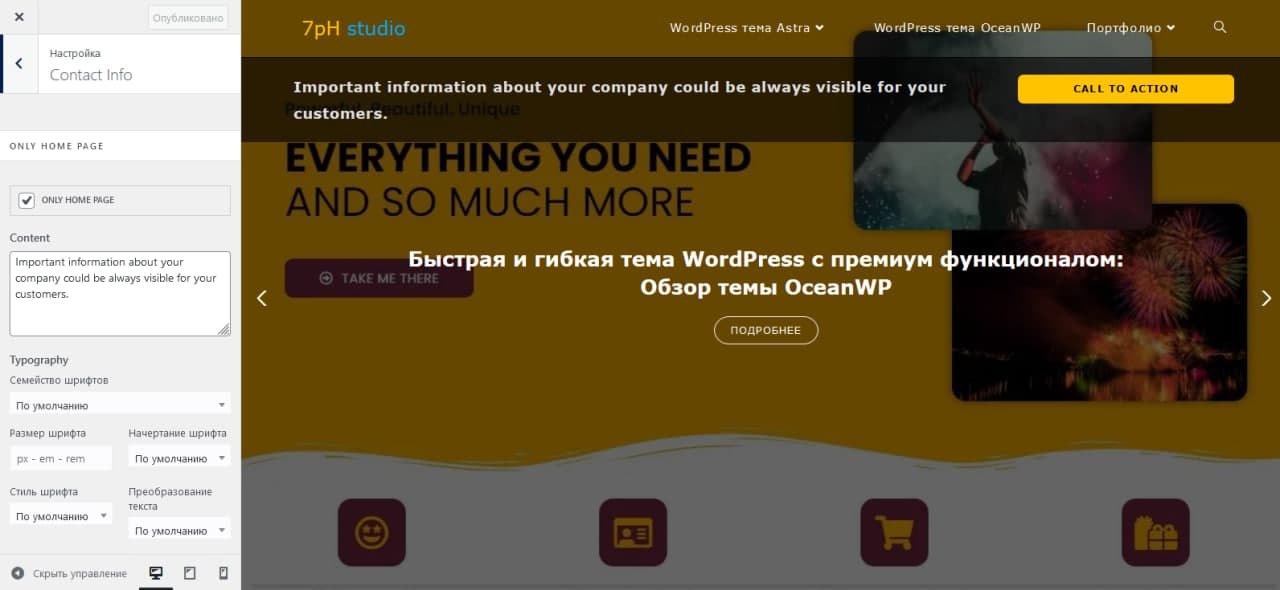 Опубликовано
Настройка
Contact Info
ONLY HOME PAGE
ONLY HOME PAGE
Content
Important information about your
company could be always visible for your
customers.
Typography
Семейство шрифтов
По умолчанию
Размер шрифта
Начертание шрифта
px - em - rem
По умолчанию
Стиль шрифта
Преобразование
текста
По умолчанию
По умолчанию
Скрыть управление
7pH studio
WordPress тема Astra
WordPress тема OceanWP
Портфолио
Important information about your company could be always visible for your
customers.
CALL TO ACTION
Powerful, Beautiful, Unique
EVERYTHING YOU NEED
AND SO MUCH MORE
TAKE ME THERE
Быстрая и гибкая тема WordPress с премиум функционалом:
Обзор темы OceanWP
ПОДРОБНЕЕ